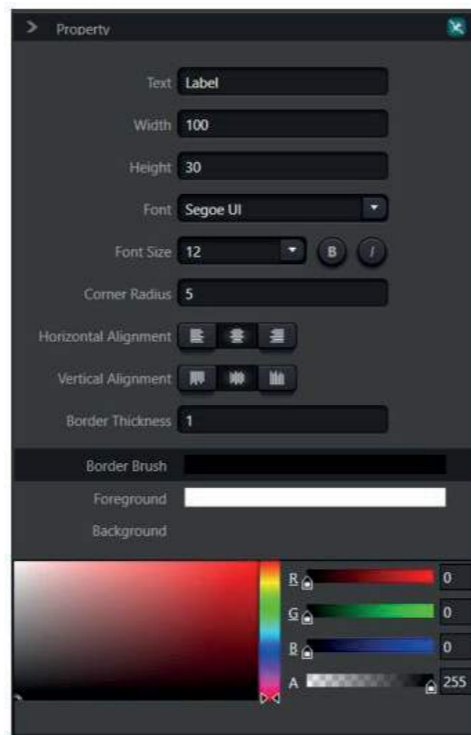 Property
Text Label
Width 100
Height 30
Font Segoe UI
Font Size 12 B I
Corner Radius 5
Horizontal Alignment
Vertical Alignment
Border Thickness 1
Border Brush
Foreground
Background
R 0
G 0
B 0
A 255